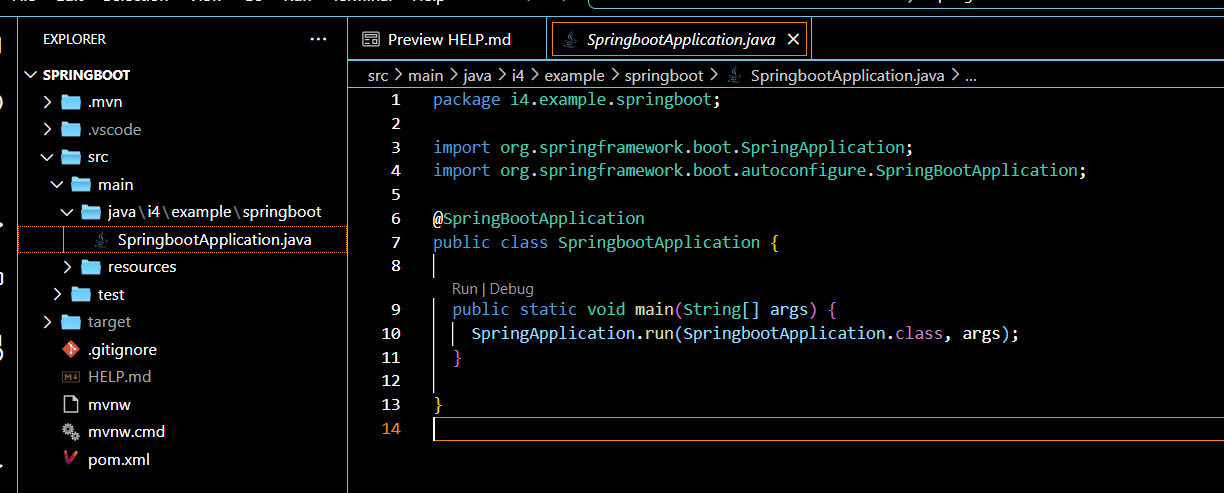 EXPLORER
...
SPRINGBOOT
.mvn
.vscode
src
main
java\i4\example\springboot
SpringbootApplication.java
resources
test
target
.gitignore
HELP.md
mvnw
mvnw.cmd
pom.xml
Preview HELP.md
SpringbootApplication.java
src > main > java > i4 > example > springboot > SpringbootApplication.java > ...
1 package i4.example.springboot;
2
3 import org.springframework.boot.SpringApplication;
4 import org.springframework.boot.autoconfigure.SpringBootApplication;
5
6 @SpringBootApplication
7 public class SpringbootApplication {
8
Run | Debug
9 public static void main(String[] args) {
10 SpringApplication.run(SpringbootApplication.class, args);
11 }
12
13 }
14